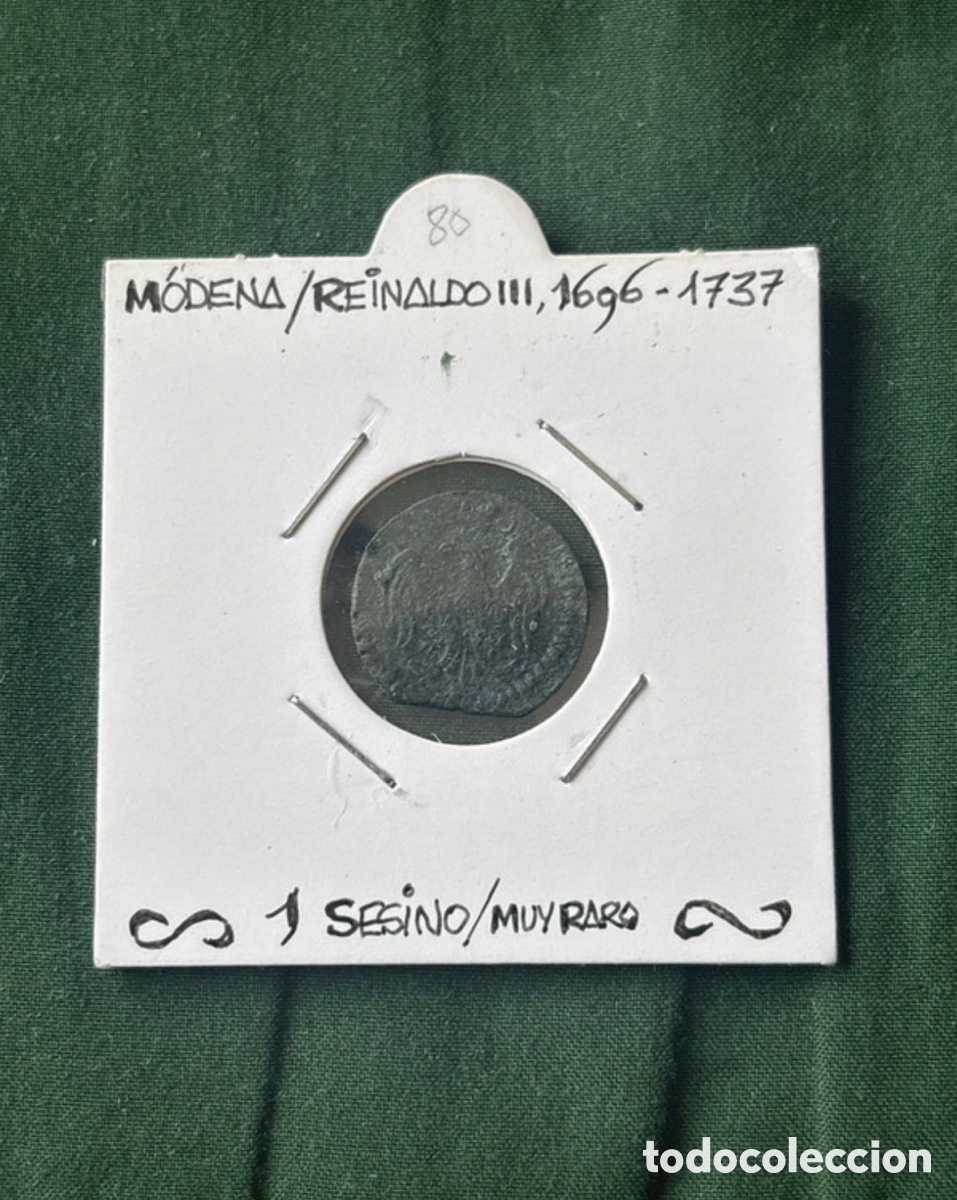 80
MÓDENA/REINALDO III, 1696-1737
1 SESINO/MUY RARO
todocoleccion